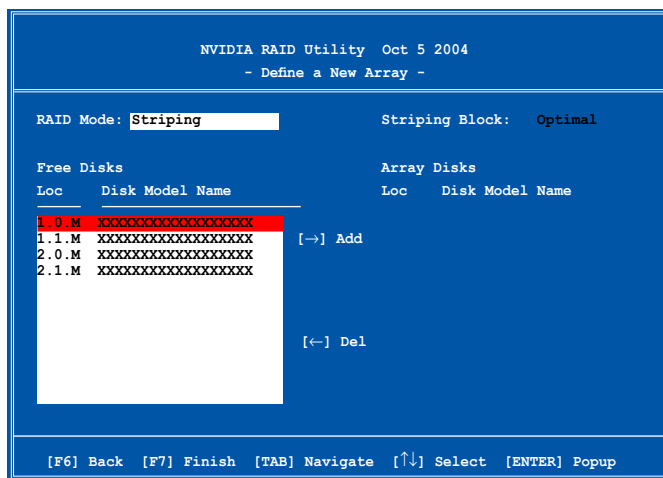 NVIDIA RAID Utility Oct 5 2004
- Define a New Array -
RAID Mode: Striping Striping Block: Optimal
Free Disks Array Disks
Loc Disk Model Name Loc Disk Model Name
1.0.M XXXXXXXXXXXXXXXXXX
1.1.M XXXXXXXXXXXXXXXXXX
[→] Add
2.0.M XXXXXXXXXXXXXXXXXX
2.1.M XXXXXXXXXXXXXXXXXX
[←] Del
[F6] Back [F7] Finish [TAB] Navigate [↑↓] Select [ENTER] Popup